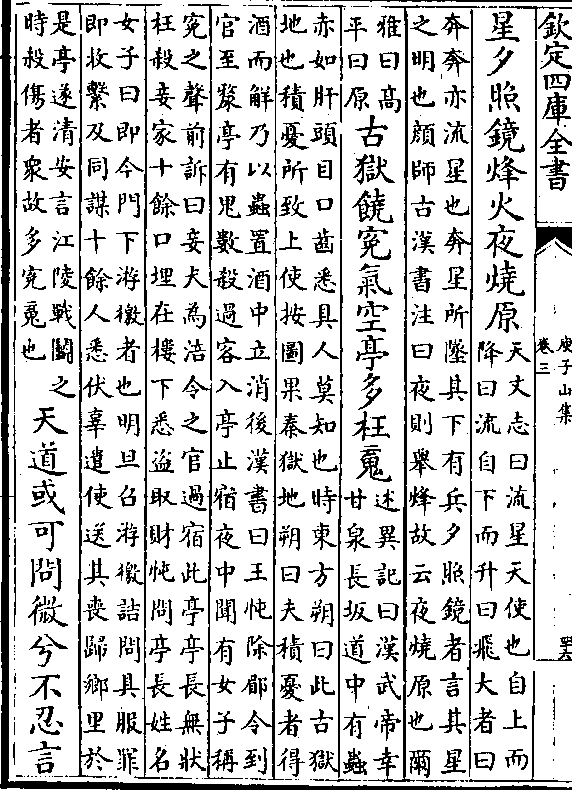 欽定四庫全書
庾子山集
卷三
星夕照鏡烽火夜燒原
天文志曰流星天使也自上而
降曰流自下而升曰飛大者曰
奔奔亦流星也奔星所墜其下有兵夕照鏡者言其星
之明也顏師古漢書注曰夜則舉烽故云夜燒原也爾
雅曰高
平曰原
古獄饒冤氣空亭多枉䰟
述異記曰漢武帝幸
甘泉長坂道中有蟲
赤如肝頭目口齒悉具人莫知也時東方朔曰此古獄
地也積憂所致上使按圖果秦獄地朔曰夫積憂者得
酒而解乃以蟲置酒中立消後漢書曰王忳除郿令到
官至斄亭有鬼數殺過客入亭止宿夜中聞有女子稱
冤之聲前訴曰妾夫為涪令之官過宿此亭亭長無狀
枉殺妾家十餘口埋在樓下悉盜取財忳問亭長姓名
女子曰即今門下游徼者也明旦召游徼詰問具服罪
即收繫及同謀十餘人悉伏辜遣使送其喪歸鄉里於
是亭遂清安言江陵戰鬬之
時殺傷者衆故多冤䰟也
天道或可問微兮不忍言